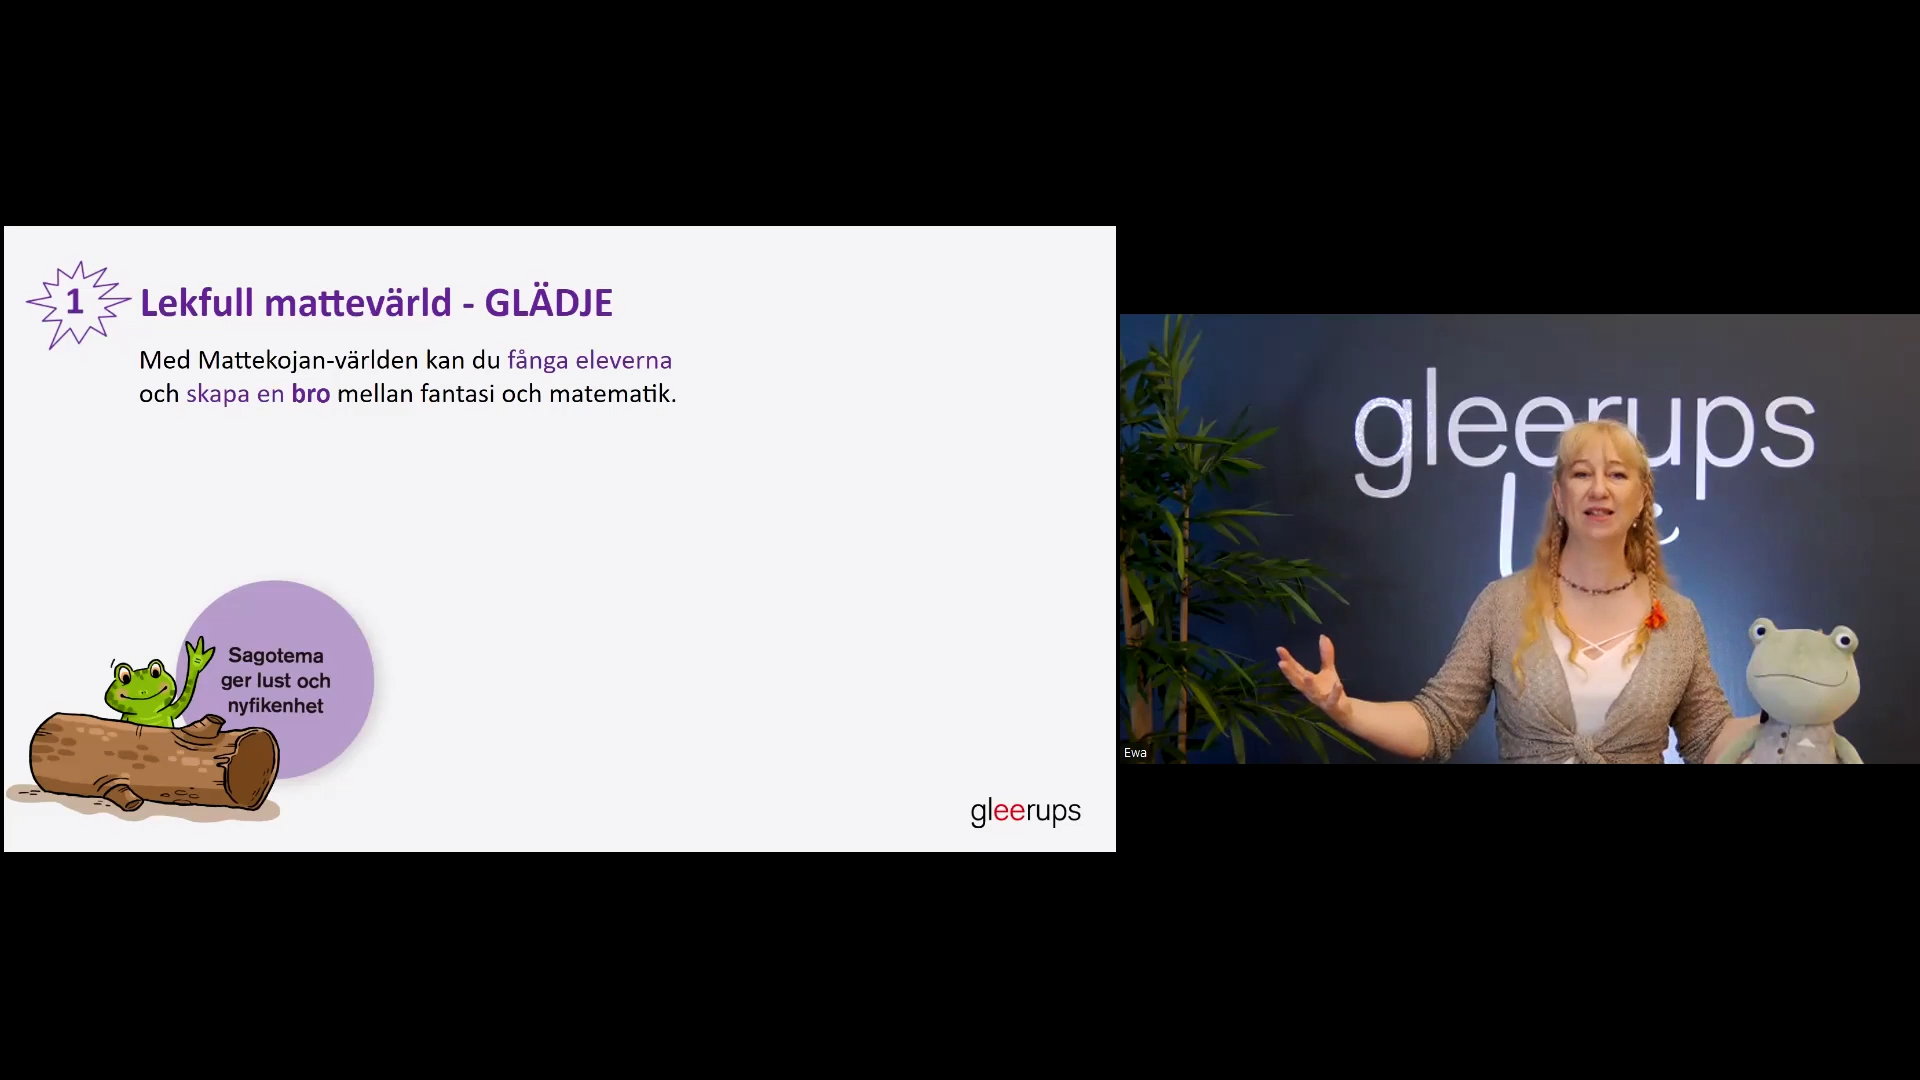 1
Lekfull mattevärld - GLÄDJE
Med Mattekojan-världen kan du fånga eleverna
och skapa en bro mellan fantasi och matematik.
Sagotema
ger lust och
nyfikenhet
gleerups
gleerups
Ewa